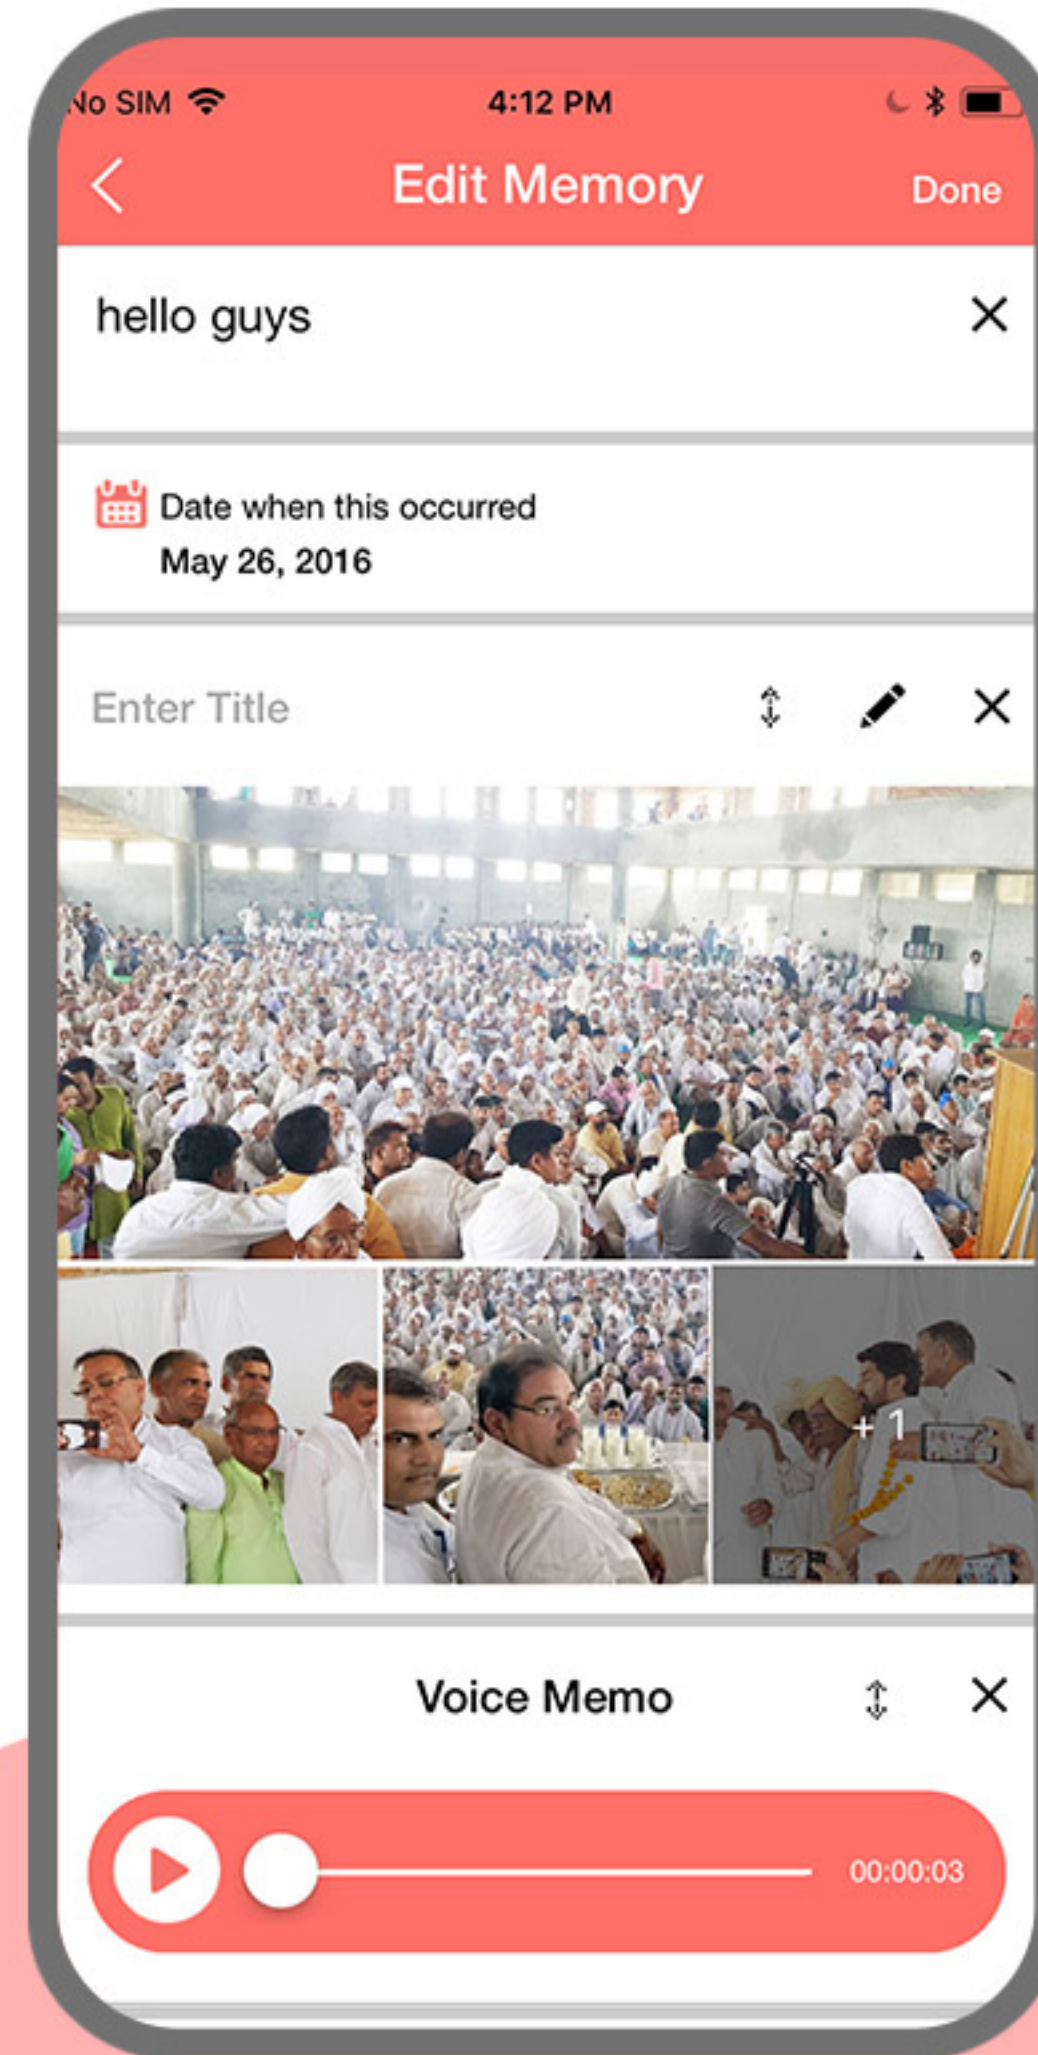 No SIM 4:12 PM
Edit Memory Done
hello guys
Date when this occurred
May 26, 2016
Enter Title
+ 1
Voice Memo
00:00:03